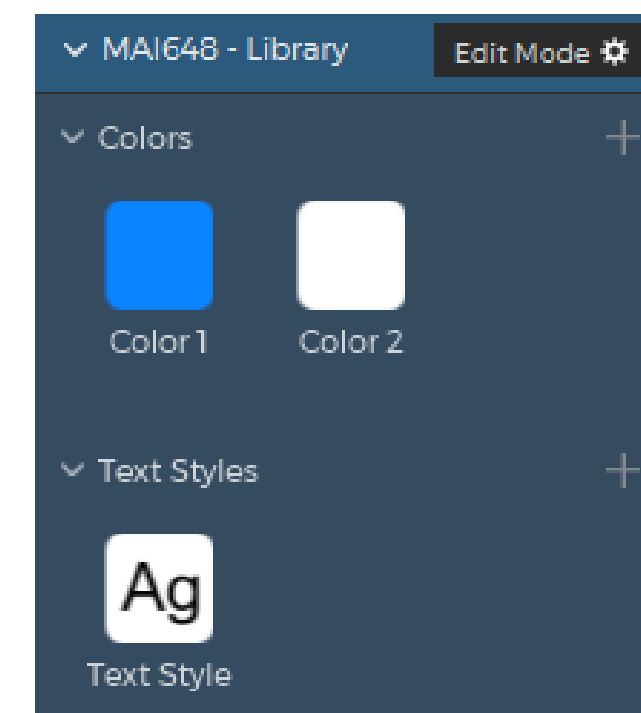 MAI648 - Library Edit Mode
Colors
Color 1 Color 2
Text Styles
Ag
Text Style